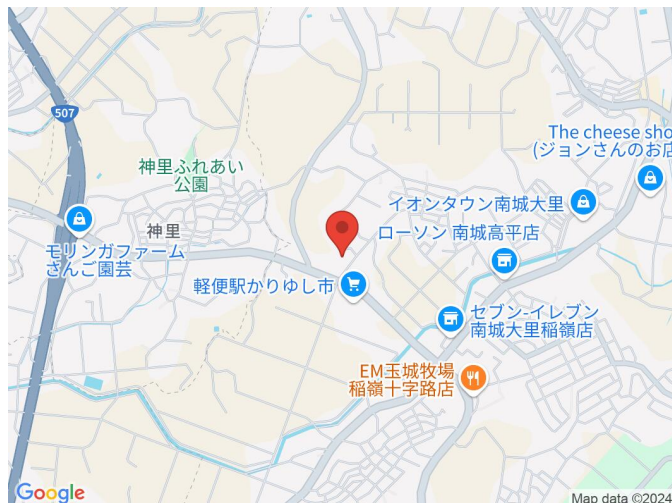 507
The cheese sho
(ジョンさんのお店
神里ふれあい
公園
イオンタウン南城大里
神里
ローソン 南城高平店
モリンガファーム
さんご園芸
軽便駅かりゆし市
セブン-イレブン
南城大里稲嶺店
EM玉城牧場
稲嶺十字路店
Google
Map data ©2024